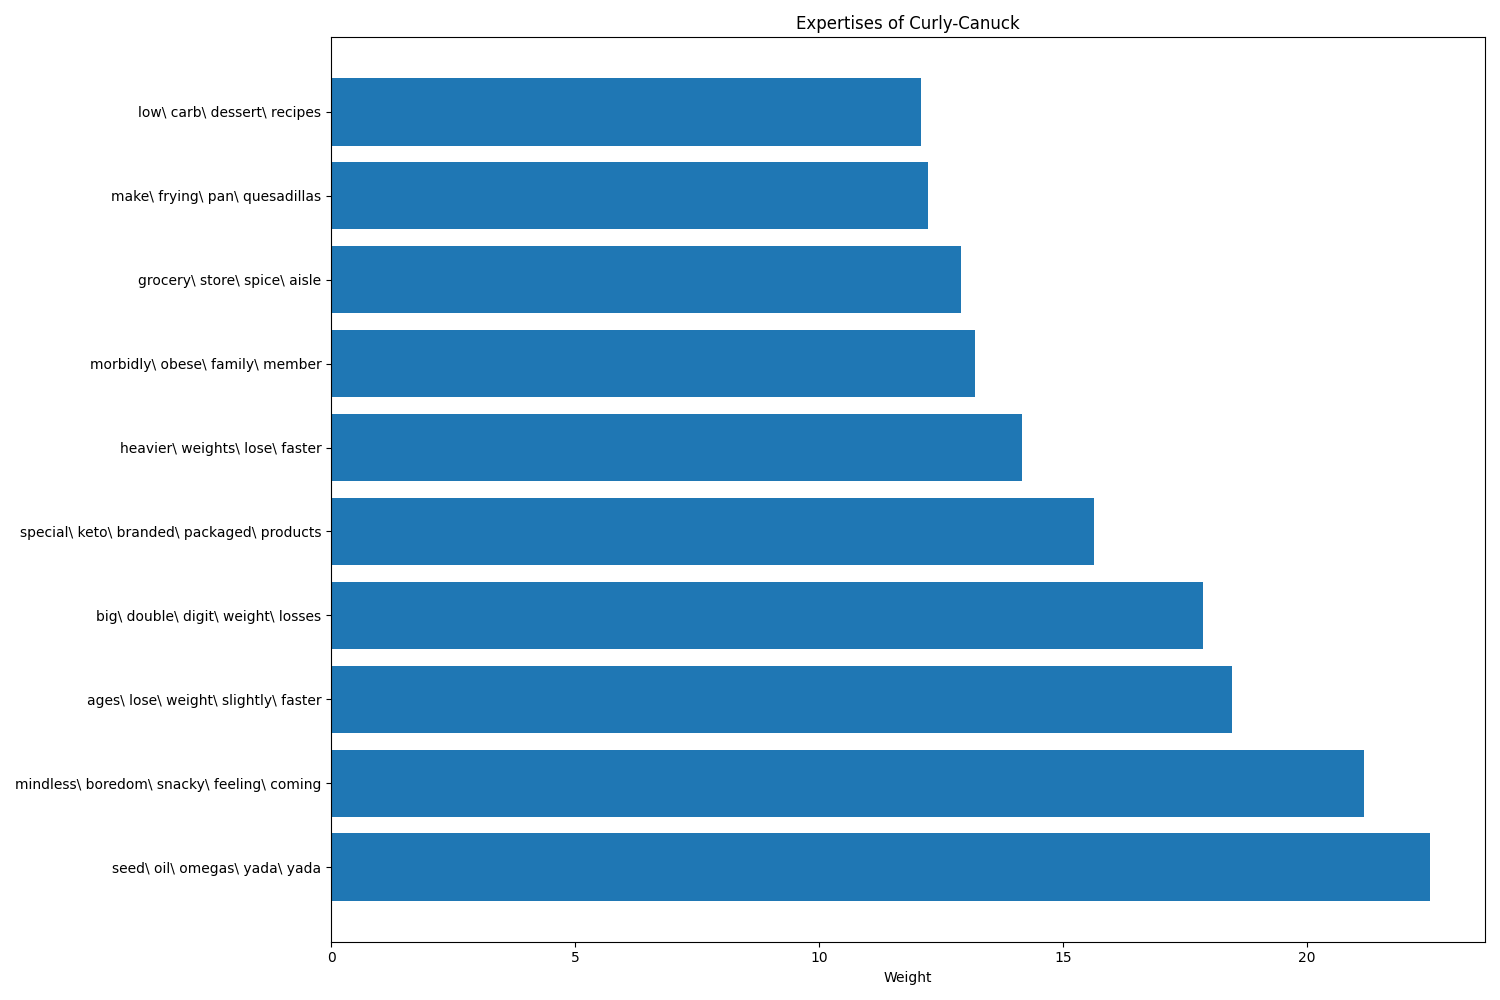 Expertises of Curly-Canuck
low\ carb\ dessert\ recipes
make\ frying\ pan\ quesadillas
grocery\ store\ spice\ aisle
morbidly\ obese\ family\ member
heavier\ weights\ lose\ faster
special\ keto\ branded\ packaged\ products
big\ double\ digit\ weight\ losses
ages\ lose\ weight\ slightly\ faster
mindless\ boredom\ snacky\ feeling\ coming
seed\ oil\ omegas\ yada\ yada
0 5 10 15 20
Weight